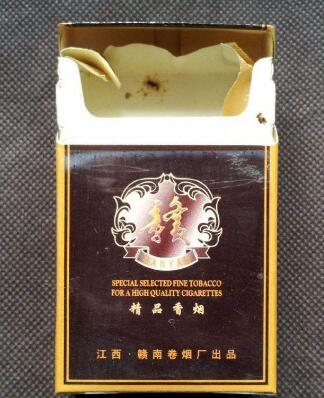 赣
SPECIAL SELECTED FINE TOBACCO
FOR A HIGH QUALITY CIGARETTES
精品香烟
江西·赣南卷烟厂出品